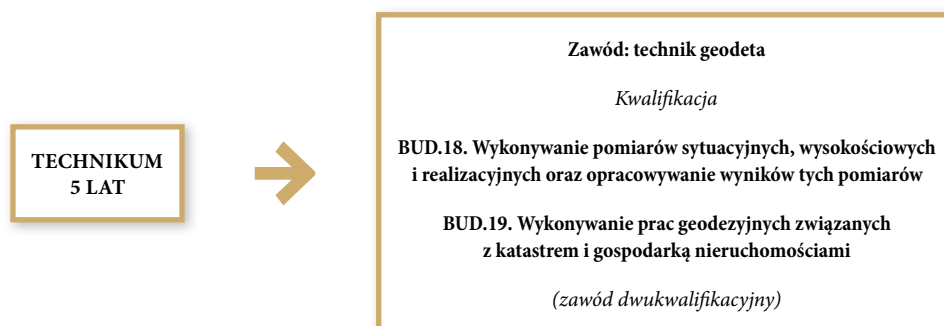 TECHNIKUM
5 LAT
Zawód: technik geodeta
Kwalifikacja
BUD.18. Wykonywanie pomiarów sytuacyjnych, wysokościowych
i realizacyjnych oraz opracowywanie wyników tych pomiarów
BUD.19. Wykonywanie prac geodezyjnych związanych
z katastrem i gospodarką nieruchomościami
(zawód dwukwalifikacyjny)